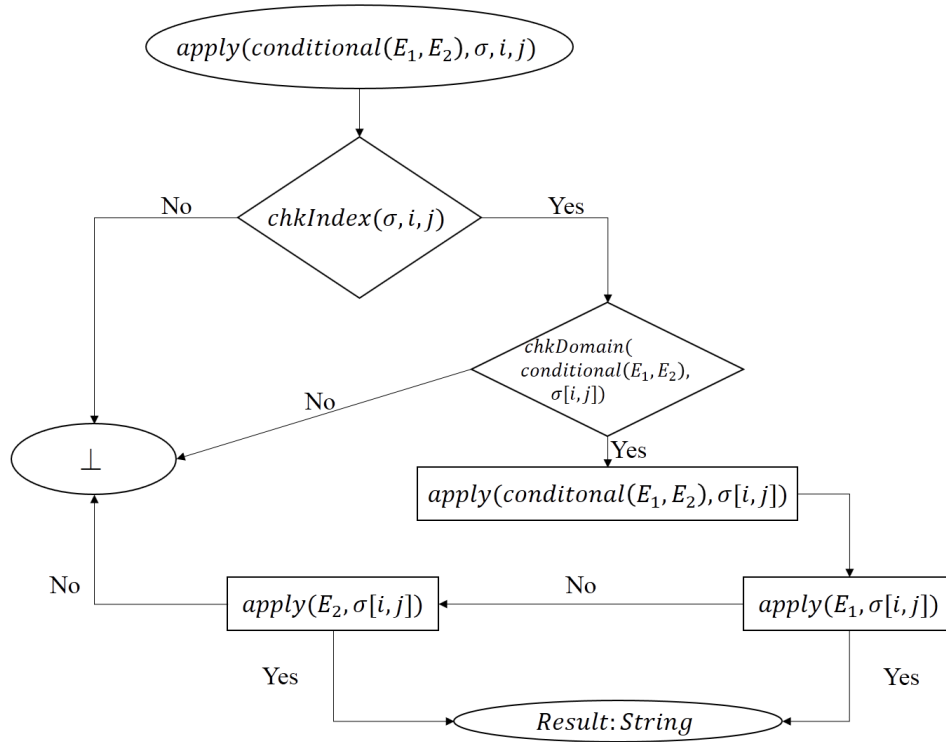 apply(conditional(E₁, E₂), σ, i, j)
No
chkIndex(σ, i, j)
Yes
chkDomain(
conditional(E₁, E₂),
σ[i, j])
No
Yes
⊥
apply(conditonal(E₁, E₂), σ[i, j])
No
apply(E₂, σ[i, j])
No
apply(E₁, σ[i, j])
Yes
Yes
Result: String